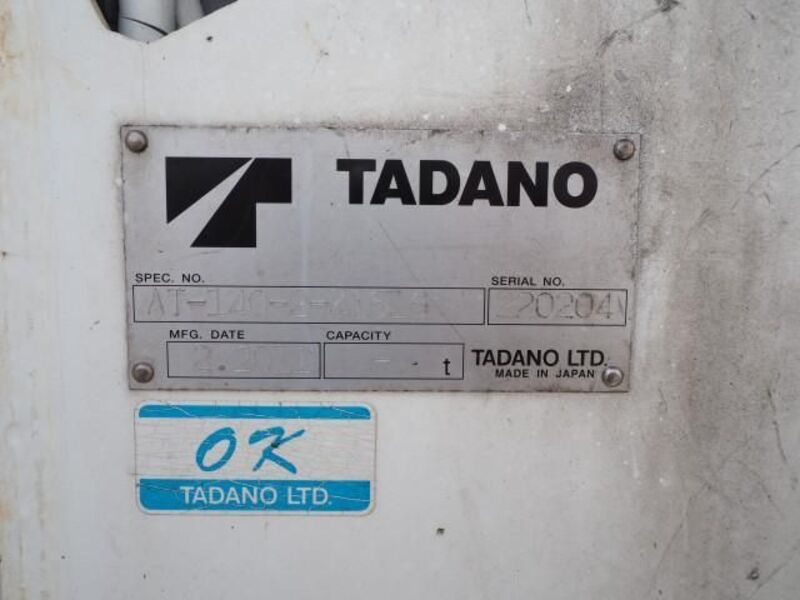 TADANO
SPEC. NO.
SERIAL NO.
MFG. DATE
CAPACITY
t
TADANO LTD.
MADE IN JAPAN
OK
TADANO LTD.